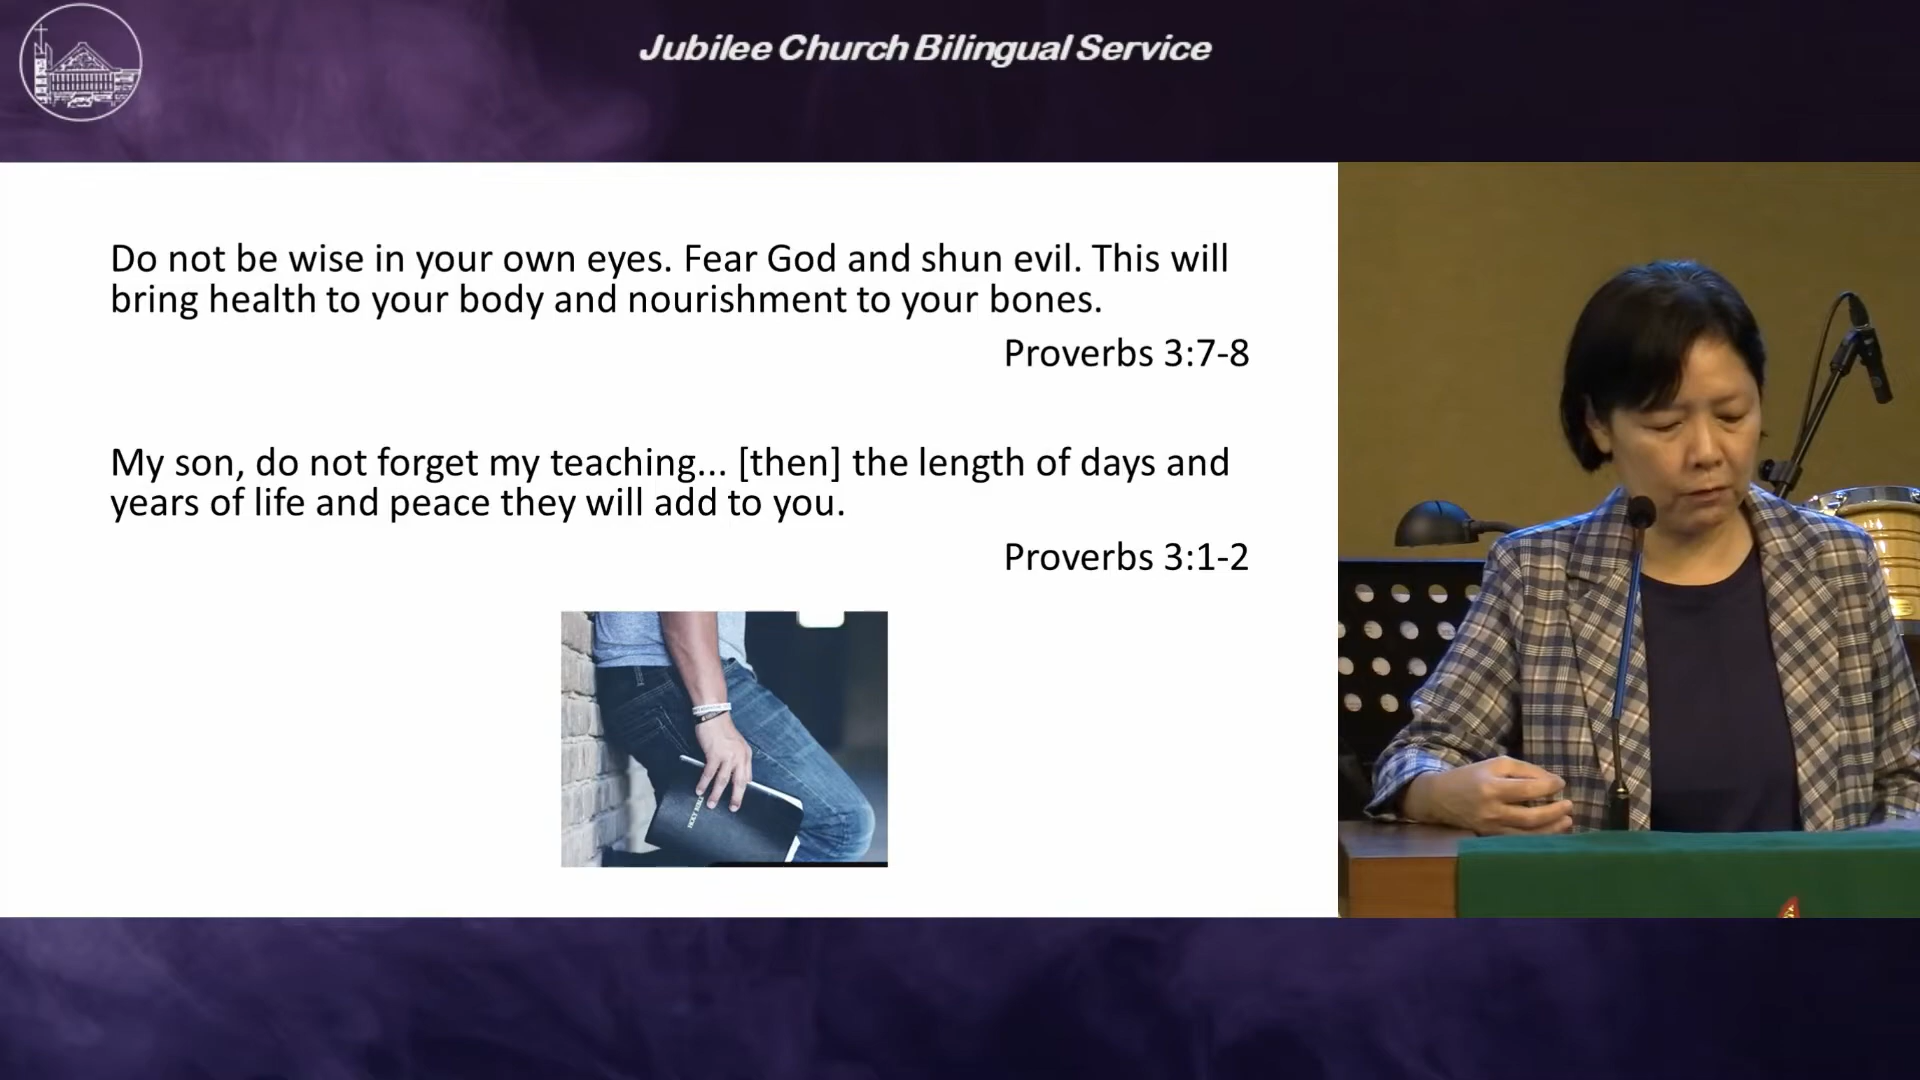 Jubilee Church Bilingual Service
Do not be wise in your own eyes. Fear God and shun evil. This will
bring health to your body and nourishment to your bones.
Proverbs 3:7-8
My son, do not forget my teaching... [then] the length of days and
years of life and peace they will add to you.
Proverbs 3:1-2
HOLY BIBLE